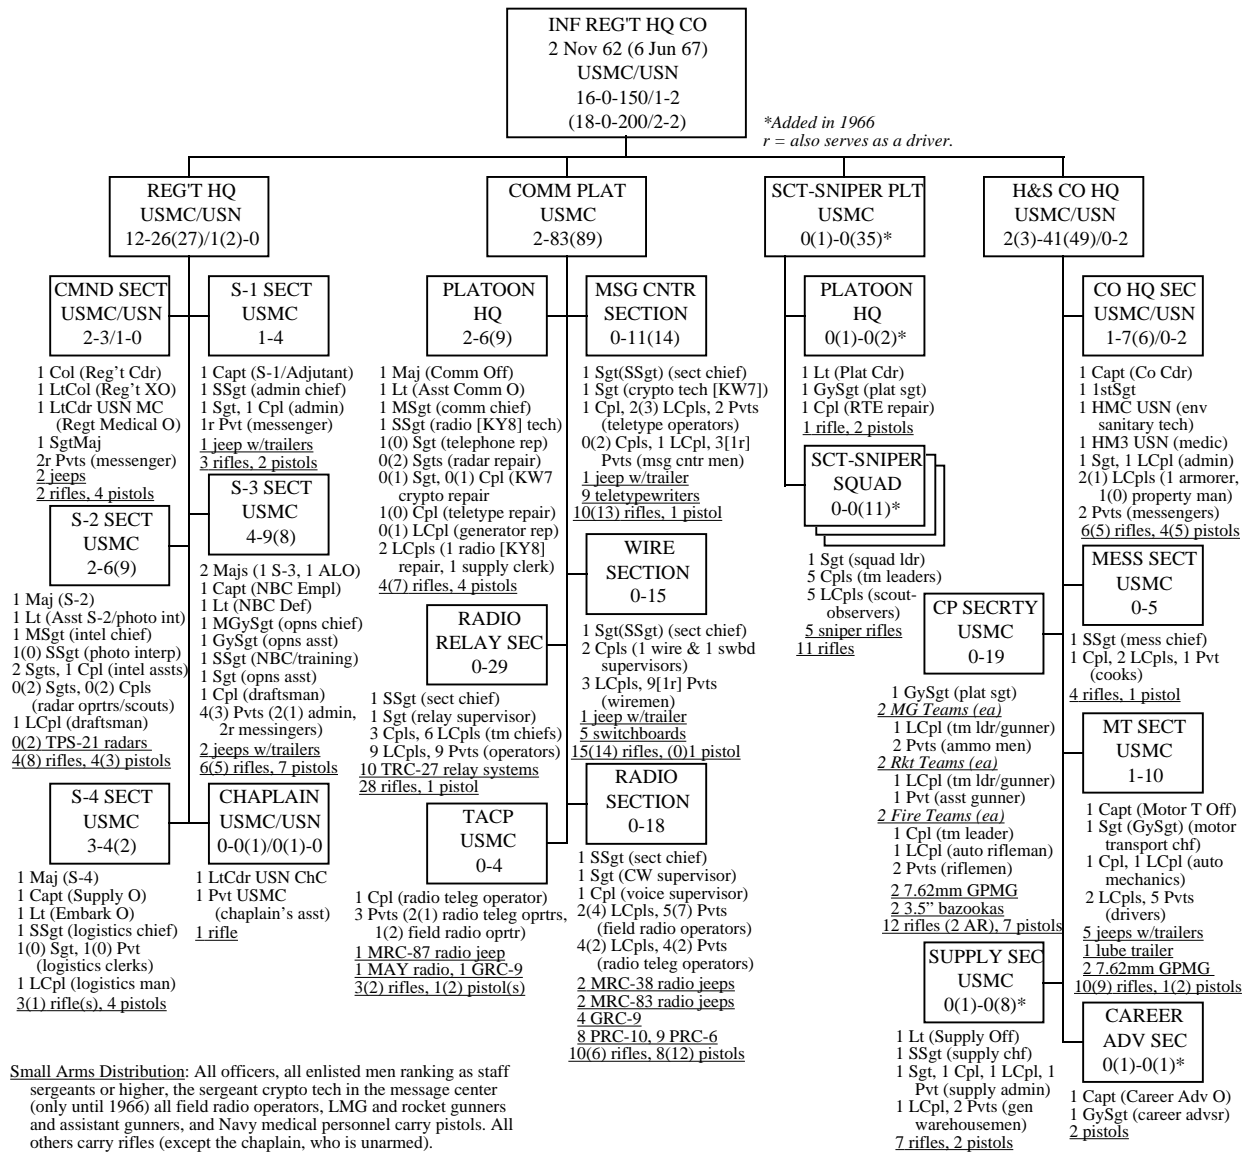 INF REG'T HQ CO
2 Nov 62 (6 Jun 67)
USMC/USN
16-0-150/1-2
(18-0-200/2-2)
*Added in 1966
r = also serves as a driver.
REG'T HQ
USMC/USN
12-26(27)/1(2)-0
COMM PLAT
USMC
2-83(89)
SCT-SNIPER PLT
USMC
0(1)-0(35)*
H&S CO HQ
USMC/USN
2(3)-41(49)/0-2
CMND SECT
USMC/USN
2-3/1-0
1 Col (Reg't Cdr)
1 LtCol (Reg't XO)
1 LtCdr USN MC
(Regt Medical O)
1 SgtMaj
2r Pvts (messenger)
2 jeeps
2 rifles, 4 pistols
S-1 SECT
USMC
1-4
1 Capt (S-1/Adjutant)
1 SSgt (admin chief)
1 Sgt, 1 Cpl (admin)
1r Pvt (messenger)
1 jeep w/trailers
3 rifles, 2 pistols
S-2 SECT
USMC
2-6(9)
1 Maj (S-2)
1 Lt (Asst S-2/photo int)
1 MSgt (intel chief)
1(0) SSgt (photo interp)
2 Sgts, 1 Cpl (intel assts)
0(2) Sgts, 0(2) Cpls
(radar oprtrs/scouts)
1 LCpl (draftsman)
0(2) TPS-21 radars
4(8) rifles, 4(3) pistols
S-3 SECT
USMC
4-9(8)
2 Majs (1 S-3, 1 ALO)
1 Capt (NBC Empl)
1 Lt (NBC Def)
1 MGySgt (opns chief)
1 GySgt (opns asst)
1 SSgt (NBC/training)
1 Sgt (opns asst)
1 Cpl (draftsman)
4(3) Pvts (2(1) admin,
2r messingers)
2 jeeps w/trailers
6(5) rifles, 7 pistols
S-4 SECT
USMC
3-4(2)
1 Maj (S-4)
1 Capt (Supply O)
1 Lt (Embark O)
1 SSgt (logistics chief)
1(0) Sgt, 1(0) Pvt
(logistics clerks)
1 LCpl (logistics man)
3(1) rifle(s), 4 pistols
CHAPLAIN
USMC/USN
0-0(1)/0(1)-0
1 LtCdr USN ChC
1 Pvt USMC
(chaplain's asst)
1 rifle
PLATOON
HQ
2-6(9)
1 Maj (Comm Off)
1 Lt (Asst Comm O)
1 MSgt (comm chief)
1 SSgt (radio [KY8] tech)
1(0) Sgt (telephone rep)
0(2) Sgts (radar repair)
0(1) Sgt, 0(1) Cpl (KW7
crypto repair
1(0) Cpl (teletype repair)
0(1) LCpl (generator rep)
2 LCpls (1 radio [KY8]
repair, 1 supply clerk)
4(7) rifles, 4 pistols
MSG CNTR
SECTION
0-11(14)
1 Sgt(SSgt) (sect chief)
1 Sgt (crypto tech [KW7])
1 Cpl, 2(3) LCpls, 2 Pvts
(teletype operators)
0(2) Cpls, 1 LCpl, 3[1r]
Pvts (msg cntr men)
1 jeep w/trailer
9 teletypewriters
10(13) rifles, 1 pistol
RADIO
RELAY SEC
0-29
1 SSgt (sect chief)
1 Sgt (relay supervisor)
3 Cpls, 6 LCpls (tm chiefs)
9 LCpls, 9 Pvts (operators)
10 TRC-27 relay systems
28 rifles, 1 pistol
WIRE
SECTION
0-15
1 Sgt(SSgt) (sect chief)
2 Cpls (1 wire & 1 swbd
supervisors)
3 LCpls, 9[1r] Pvts
(wiremen)
1 jeep w/trailer
5 switchboards
15(14) rifles, (0)1 pistol
TACP
USMC
0-4
1 Cpl (radio teleg operator)
3 Pvts (2(1) radio teleg oprtrs,
1(2) field radio oprtr)
1 MRC-87 radio jeep
1 MAY radio, 1 GRC-9
3(2) rifles, 1(2) pistol(s)
RADIO
SECTION
0-18
1 SSgt (sect chief)
1 Sgt (CW supervisor)
1 Cpl (voice supervisor)
2(4) LCpls, 5(7) Pvts
(field radio operators)
4(2) LCpls, 4(2) Pvts
(radio teleg operators)
2 MRC-38 radio jeeps
2 MRC-83 radio jeeps
4 GRC-9
8 PRC-10, 9 PRC-6
10(6) rifles, 8(12) pistols
PLATOON
HQ
0(1)-0(2)*
1 Lt (Plat Cdr)
1 GySgt (plat sgt)
1 Cpl (RTE repair)
1 rifle, 2 pistols
SCT-SNIPER
SQUAD
0-0(11)*
1 Sgt (squad ldr)
5 Cpls (tm leaders)
5 LCpls (scout-
observers)
5 sniper rifles
11 rifles
CO HQ SEC
USMC/USN
1-7(6)/0-2
1 Capt (Co Cdr)
1 1stSgt
1 HMC USN (env
sanitary tech)
1 HM3 USN (medic)
1 Sgt, 1 LCpl (admin)
2(1) LCpls (1 armorer,
1(0) property man)
2 Pvts (messengers)
6(5) rifles, 4(5) pistols
CP SECRTY
USMC
0-19
1 GySgt (plat sgt)
2 MG Teams (ea)
1 LCpl (tm ldr/gunner)
2 Pvts (ammo men)
2 Rkt Teams (ea)
1 LCpl (tm ldr/gunner)
1 Pvt (asst gunner)
2 Fire Teams (ea)
1 Cpl (tm leader)
1 LCpl (auto rifleman)
2 Pvts (riflemen)
2 7.62mm GPMG
2 3.5" bazookas
12 rifles (2 AR), 7 pistols
MESS SECT
USMC
0-5
1 SSgt (mess chief)
1 Cpl, 2 LCpls, 1 Pvt
(cooks)
4 rifles, 1 pistol
MT SECT
USMC
1-10
1 Capt (Motor T Off)
1 Sgt (GySgt) (motor
transport chf)
1 Cpl, 1 LCpl (auto
mechanics)
2 LCpls, 5 Pvts
(drivers)
5 jeeps w/trailers
1 lube trailer
2 7.62mm GPMG
10(9) rifles, 1(2) pistols
SUPPLY SEC
USMC
0(1)-0(8)*
1 Lt (Supply Off)
1 SSgt (supply chf)
1 Sgt, 1 Cpl, 1 LCpl, 1
Pvt (supply admin)
1 LCpl, 2 Pvts (gen
warehousemen)
7 rifles, 2 pistols
CAREER
ADV SEC
0(1)-0(1)*
1 Capt (Career Adv O)
1 GySgt (career advsr)
2 pistols
Small Arms Distribution: All officers, all enlisted men ranking as staff
sergeants or higher, the sergeant crypto tech in the message center
(only until 1966) all field radio operators, LMG and rocket gunners
and assistant gunners, and Navy medical personnel carry pistols. All
others carry rifles (except the chaplain, who is unarmed).